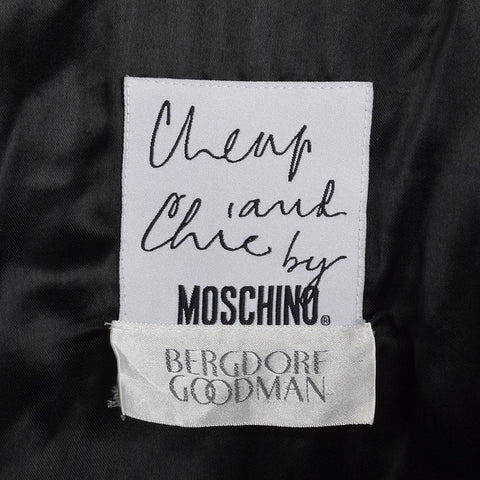 Cheap
and
Chic by
MOSCHINO®
BERGDORF
GOODMAN